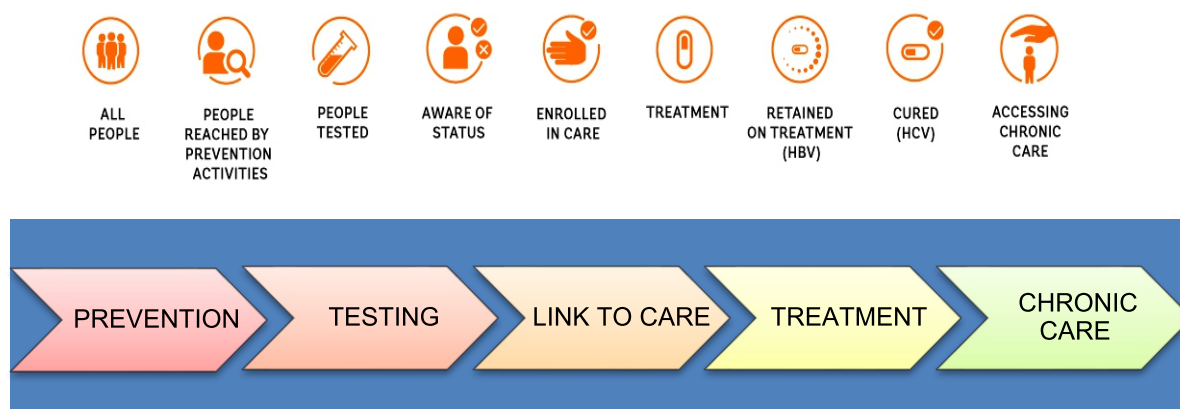 ALL
PEOPLE
PEOPLE
REACHED BY
PREVENTION
ACTIVITIES
PEOPLE
TESTED
AWARE OF
STATUS
ENROLLED
IN CARE
TREATMENT
RETAINED
ON TREATMENT
(HBV)
CURED
(HCV)
ACCESSING
CHRONIC
CARE
PREVENTION
TESTING
LINK TO CARE
TREATMENT
CHRONIC
CARE